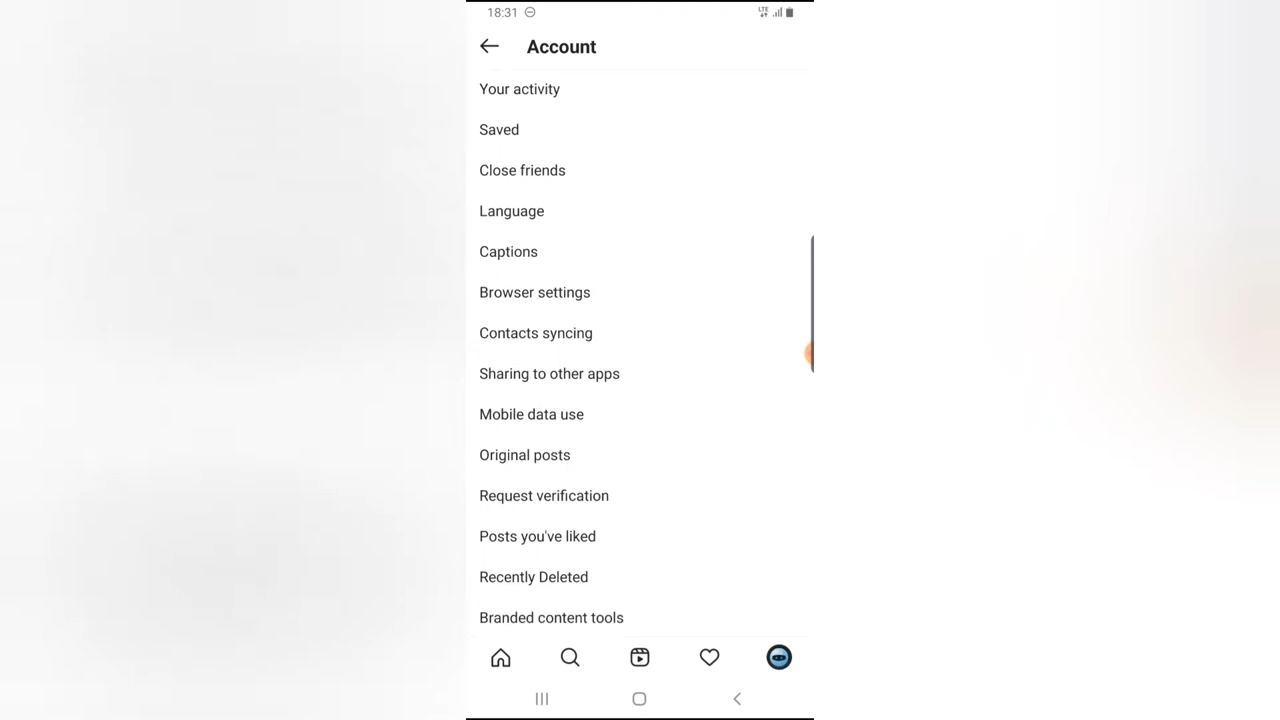 18:31
LTE
Account
Your activity
Saved
Close friends
Language
Captions
Browser settings
Contacts syncing
Sharing to other apps
Mobile data use
Original posts
Request verification
Posts you've liked
Recently Deleted
Branded content tools